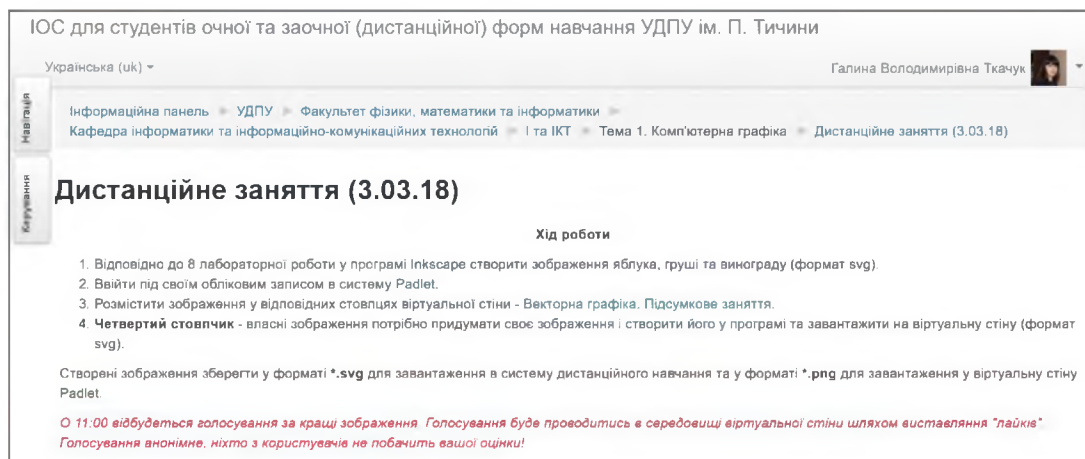 ІОС для студентів очної та заочної (дистанційної) форм навчання УДПУ ім. П. Тичини
Українська (uk)
Галина Володимирівна Ткачук
Навігація
Інформаційна панель УДПУ Факультет фізики, математики та інформатики
Кафедра інформатики та інформаційно-комунікаційних технологій І та ІКТ Тема 1. Комп'ютерна графіка Дистанційне заняття (3.03.18)
Керування
Дистанційне заняття (3.03.18)
Хід роботи
1. Відповідно до 8 лабораторної роботи у програмі Inkscape створити зображення яблука, груші та винограду (формат svg).
2. Ввійти під своїм обліковим записом в систему Padlet.
3. Розмістити зображення у відповідних стовпцях віртуальної стіни - Векторна графіка. Підсумкове заняття.
4. Четвертий стовпчик - власні зображення потрібно придумати своє зображення і створити його у програмі та завантажити на віртуальну стіну (формат
svg).
Створені зображення зберегти у форматі *.svg для завантаження в систему дистанційного навчання та у форматі *.png для завантаження у віртуальну стіну
Padlet.
О 11:00 відбудеться голосування за кращі зображення. Голосування буде проводитись в середовищі віртуальної стіни шляхом виставляння "лайків".
Голосування анонімне, ніхто з користувачів не побачить вашої оцінки!